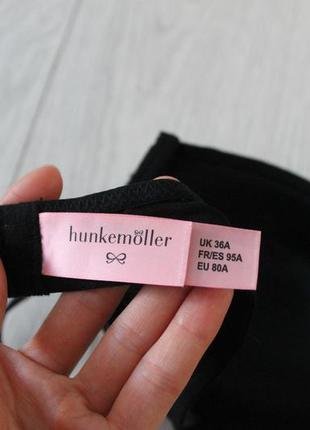 hunkemöller
UK 36A
FR/ES 95A
EU 80A